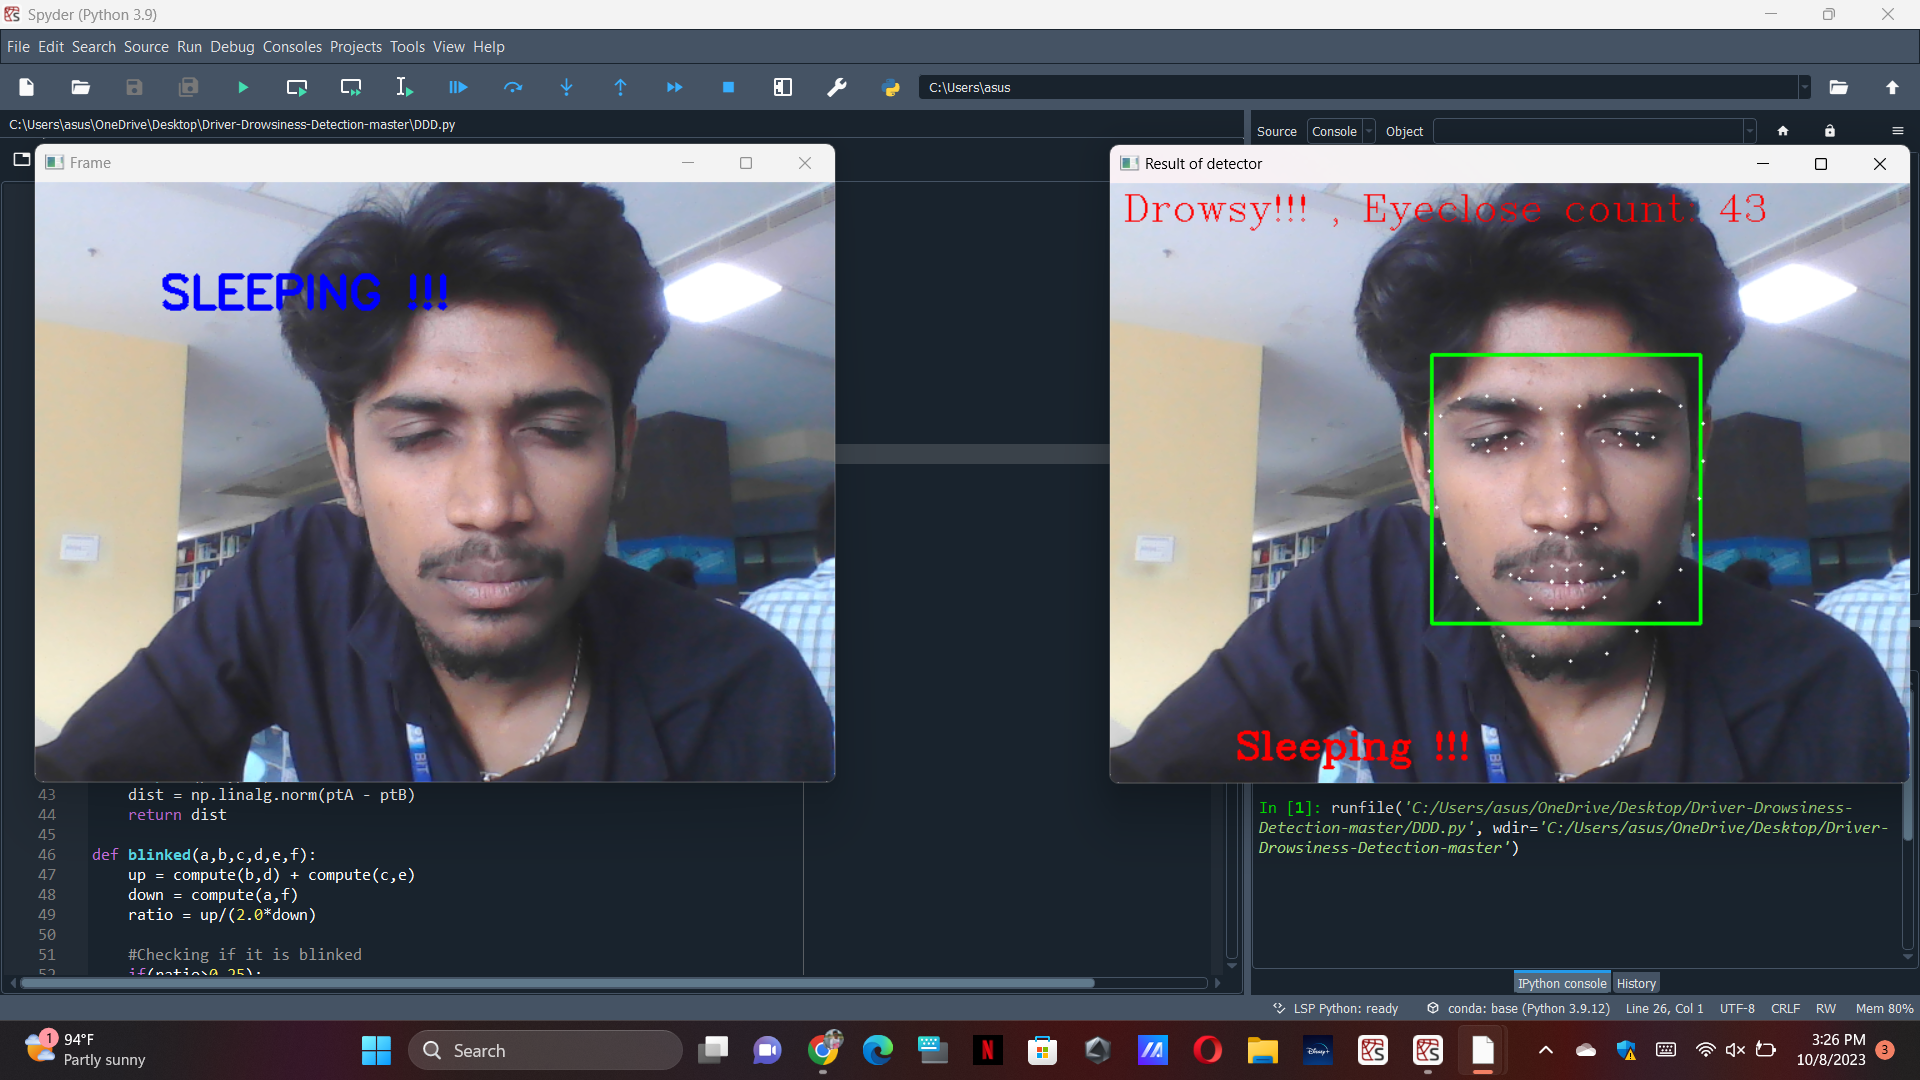 Spyder (Python 3.9)
File Edit Search Source Run Debug Consoles Projects Tools View Help
C:\Users\asus
C:\Users\asus\OneDrive\Desktop\Driver-Drowsiness-Detection-master\DDD.py
Source Console Object
Frame
SLEEPING !!!
Result of detector
Drowsy!!! , Eyeclose count: 43
Sleeping !!!
BIT
43 dist = np.linalg.norm(ptA - ptB)
44 return dist
45
46 def blinked(a,b,c,d,e,f):
47 up = compute(b,d) + compute(c,e)
48 down = compute(a,f)
49 ratio = up/(2.0*down)
50
51 #Checking if it is blinked
52 if(ratio>0.25):
In [1]: runfile('C:/Users/asus/OneDrive/Desktop/Driver-Drowsiness-
Detection-master/DDD.py', wdir='C:/Users/asus/OneDrive/Desktop/Driver-
Drowsiness-Detection-master')
IPython console History
LSP Python: ready conda: base (Python 3.9.12) Line 26, Col 1 UTF-8 CRLF RW Mem 80%
1
94°F
Partly sunny
Search
N
Disney+
3:26 PM
10/8/2023
3